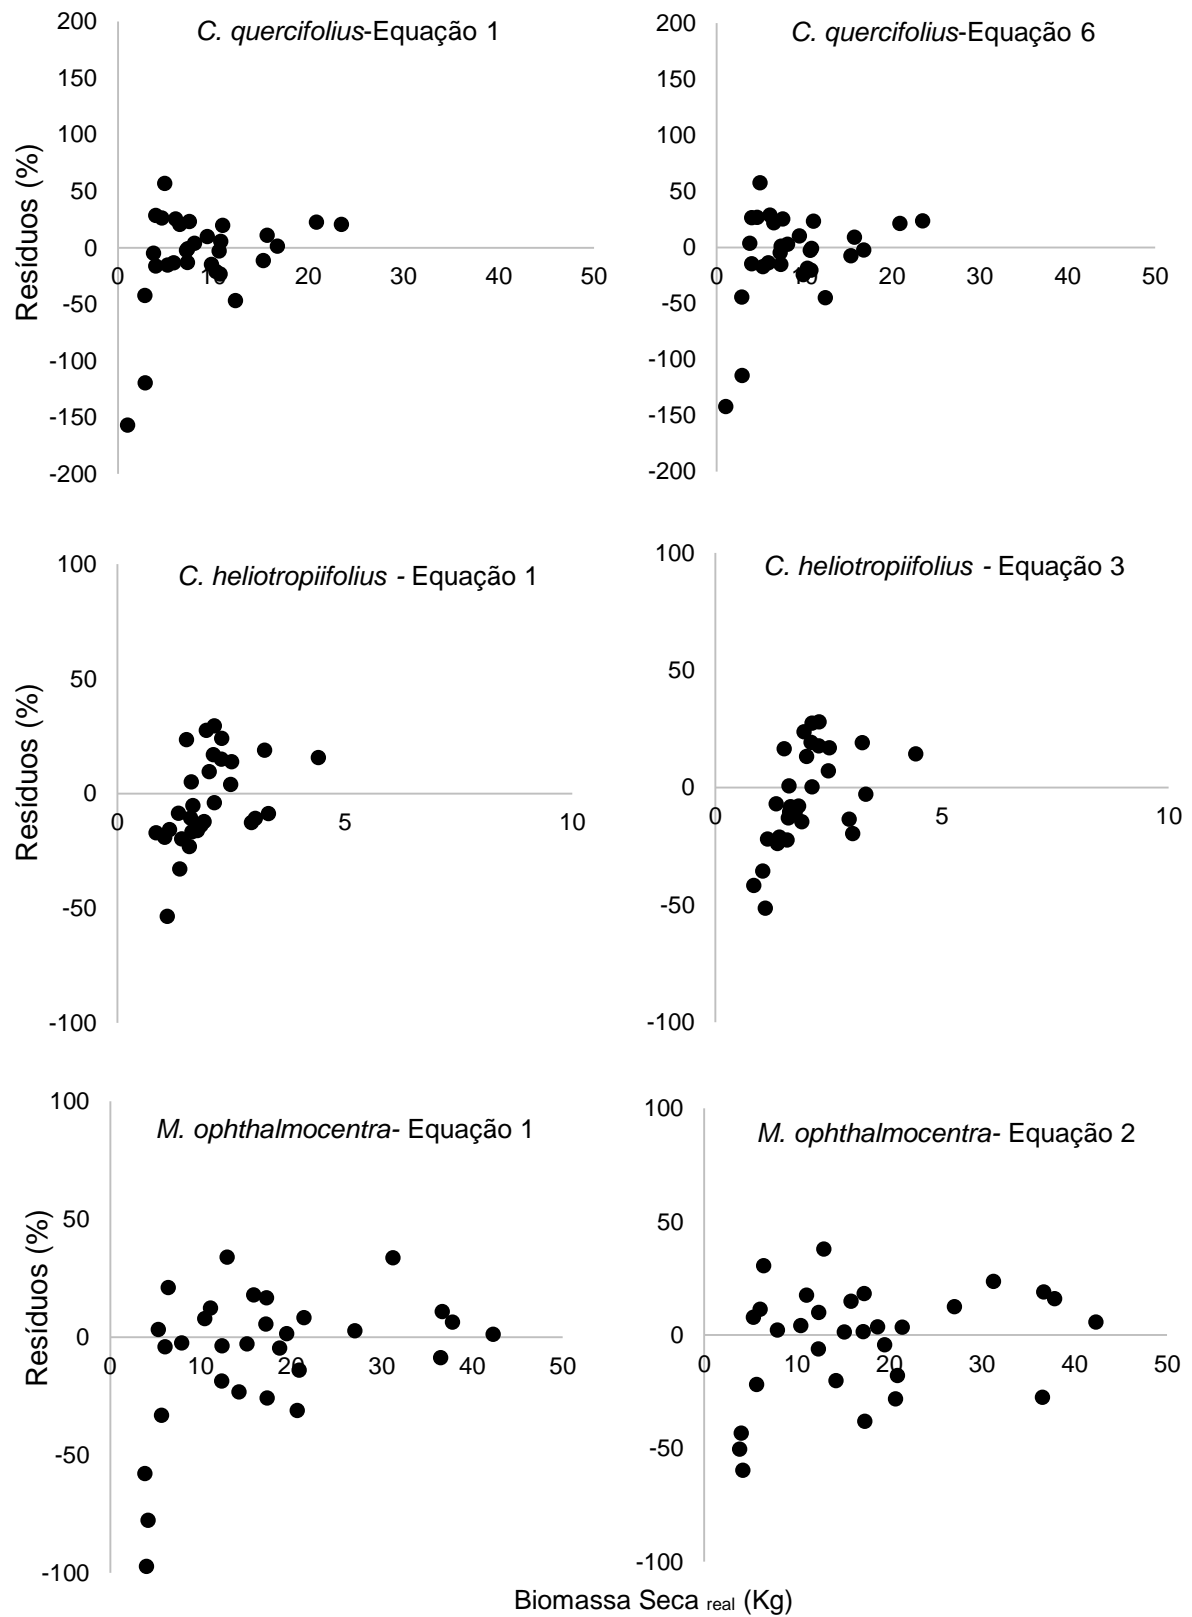 C. quercifolius-Equação 1
200
150
100
50
0
-50
-100
-150
-200
0 10 20 30 40 50
Resíduos (%)
C. quercifolius-Equação 6
200
150
100
50
0
-50
-100
-150
-200
0 10 20 30 40 50
C. heliotropiifolius - Equação 1
100
50
0
-50
-100
0 5 10
Resíduos (%)
C. heliotropiifolius - Equação 3
100
50
0
-50
-100
0 5 10
M. ophthalmocentra- Equação 1
100
50
0
-50
-100
0 10 20 30 40 50
Resíduos (%)
M. ophthalmocentra- Equação 2
100
50
0
-50
-100
0 10 20 30 40 50
Biomassa Seca real (Kg)